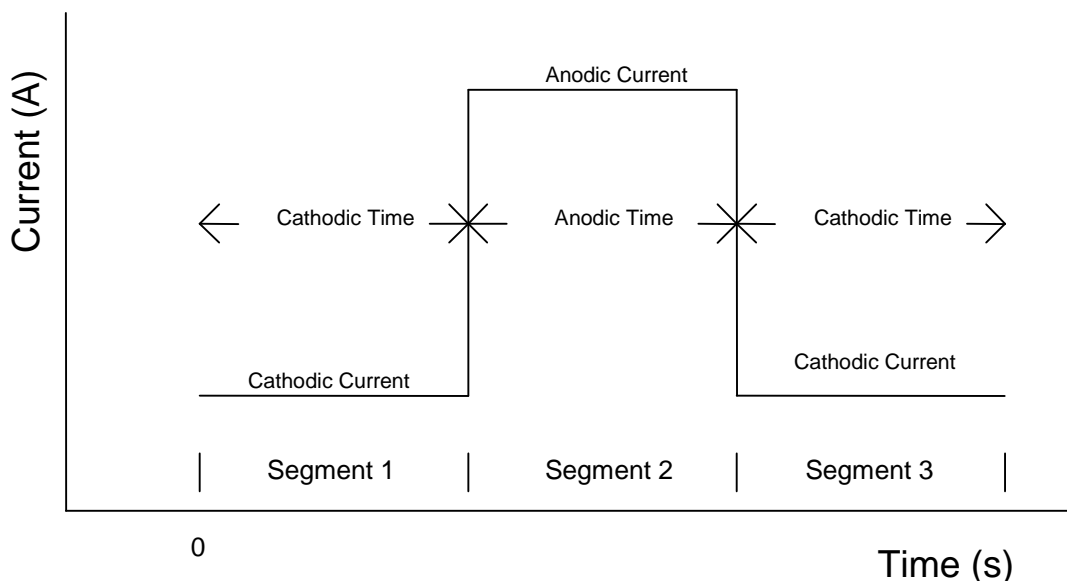 Current (A)
Anodic Current
Cathodic Time
Anodic Time
Cathodic Time
Cathodic Current
Cathodic Current
Segment 1
Segment 2
Segment 3
0
Time (s)